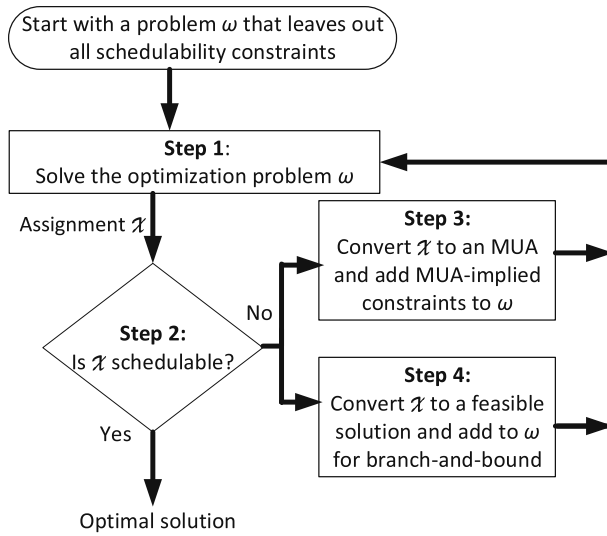 Start with a problem ω that leaves out
all schedulability constraints
Step 1:
Solve the optimization problem ω
Assignment 𝒳
Step 2:
Is 𝒳 schedulable?
No
Yes
Step 3:
Convert 𝒳 to an MUA
and add MUA-implied
constraints to ω
Step 4:
Convert 𝒳 to a feasible
solution and add to ω
for branch-and-bound
Optimal solution